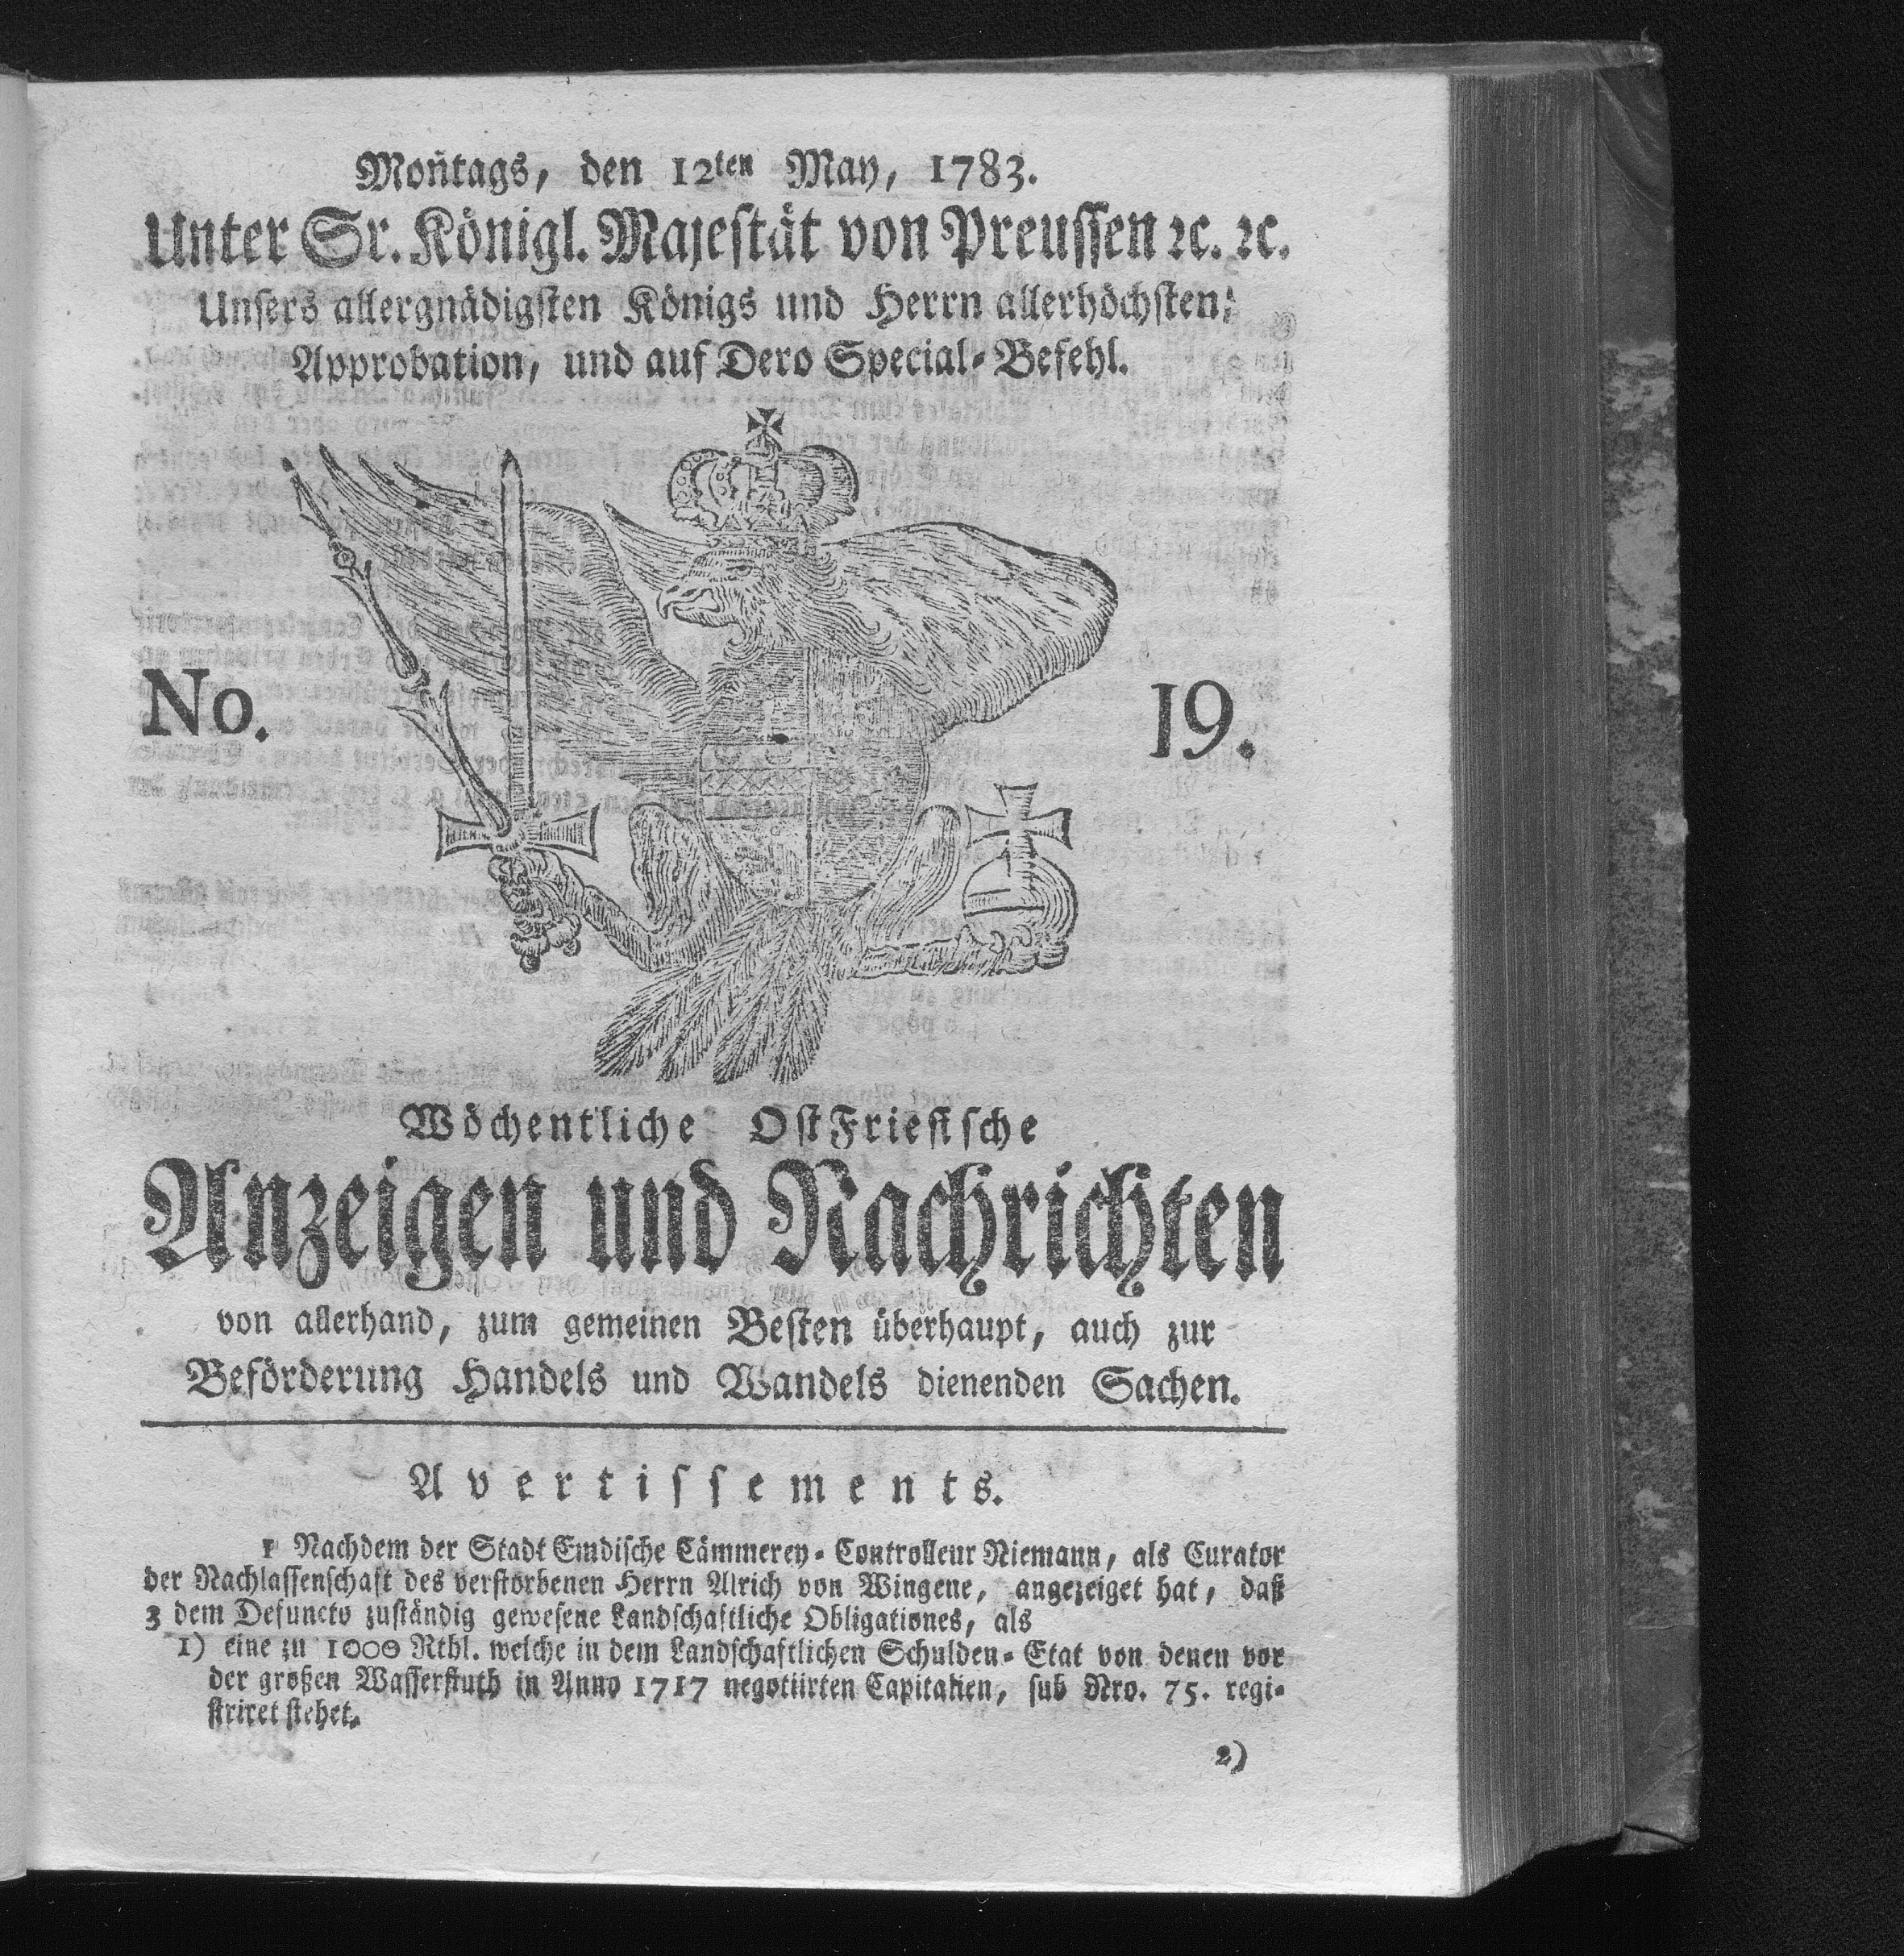 Mon̄tags, den 12ten May, 1783.
Unter Sr. Königl. Majestät von Preussen ꝛc. ꝛc.
Unsers allergnädigsten Königs und Herrn allerhöchsten
Approbation, und auf Dero Special-Befehl.
No. 19.
Wöchentliche OstFriesische
Anzeigen und Nachrichten
von allerhand, zum gemeinen Besten überhaupt, auch zur
Beförderung Handels und Wandels dienenden Sachen.
Avertissements.
1 Nachdem der Stadt Emdische Cämmerey-Controlleur Niemann, als Curator
der Nachlassenschaft des verstorbenen Herrn Alrich von Wingene, angezeiget hat, daß
3 dem Defuncto zuständig gewesene Landschaftliche Obligationes, als
1) eine zu 1000 Rthl. welche in dem Landschaftlichen Schulden-Etat von denen vor
der großen Wasserfluth in Anno 1717 negotiirten Capitalien, sub Nro. 75. regi-
striret stehet.
2)